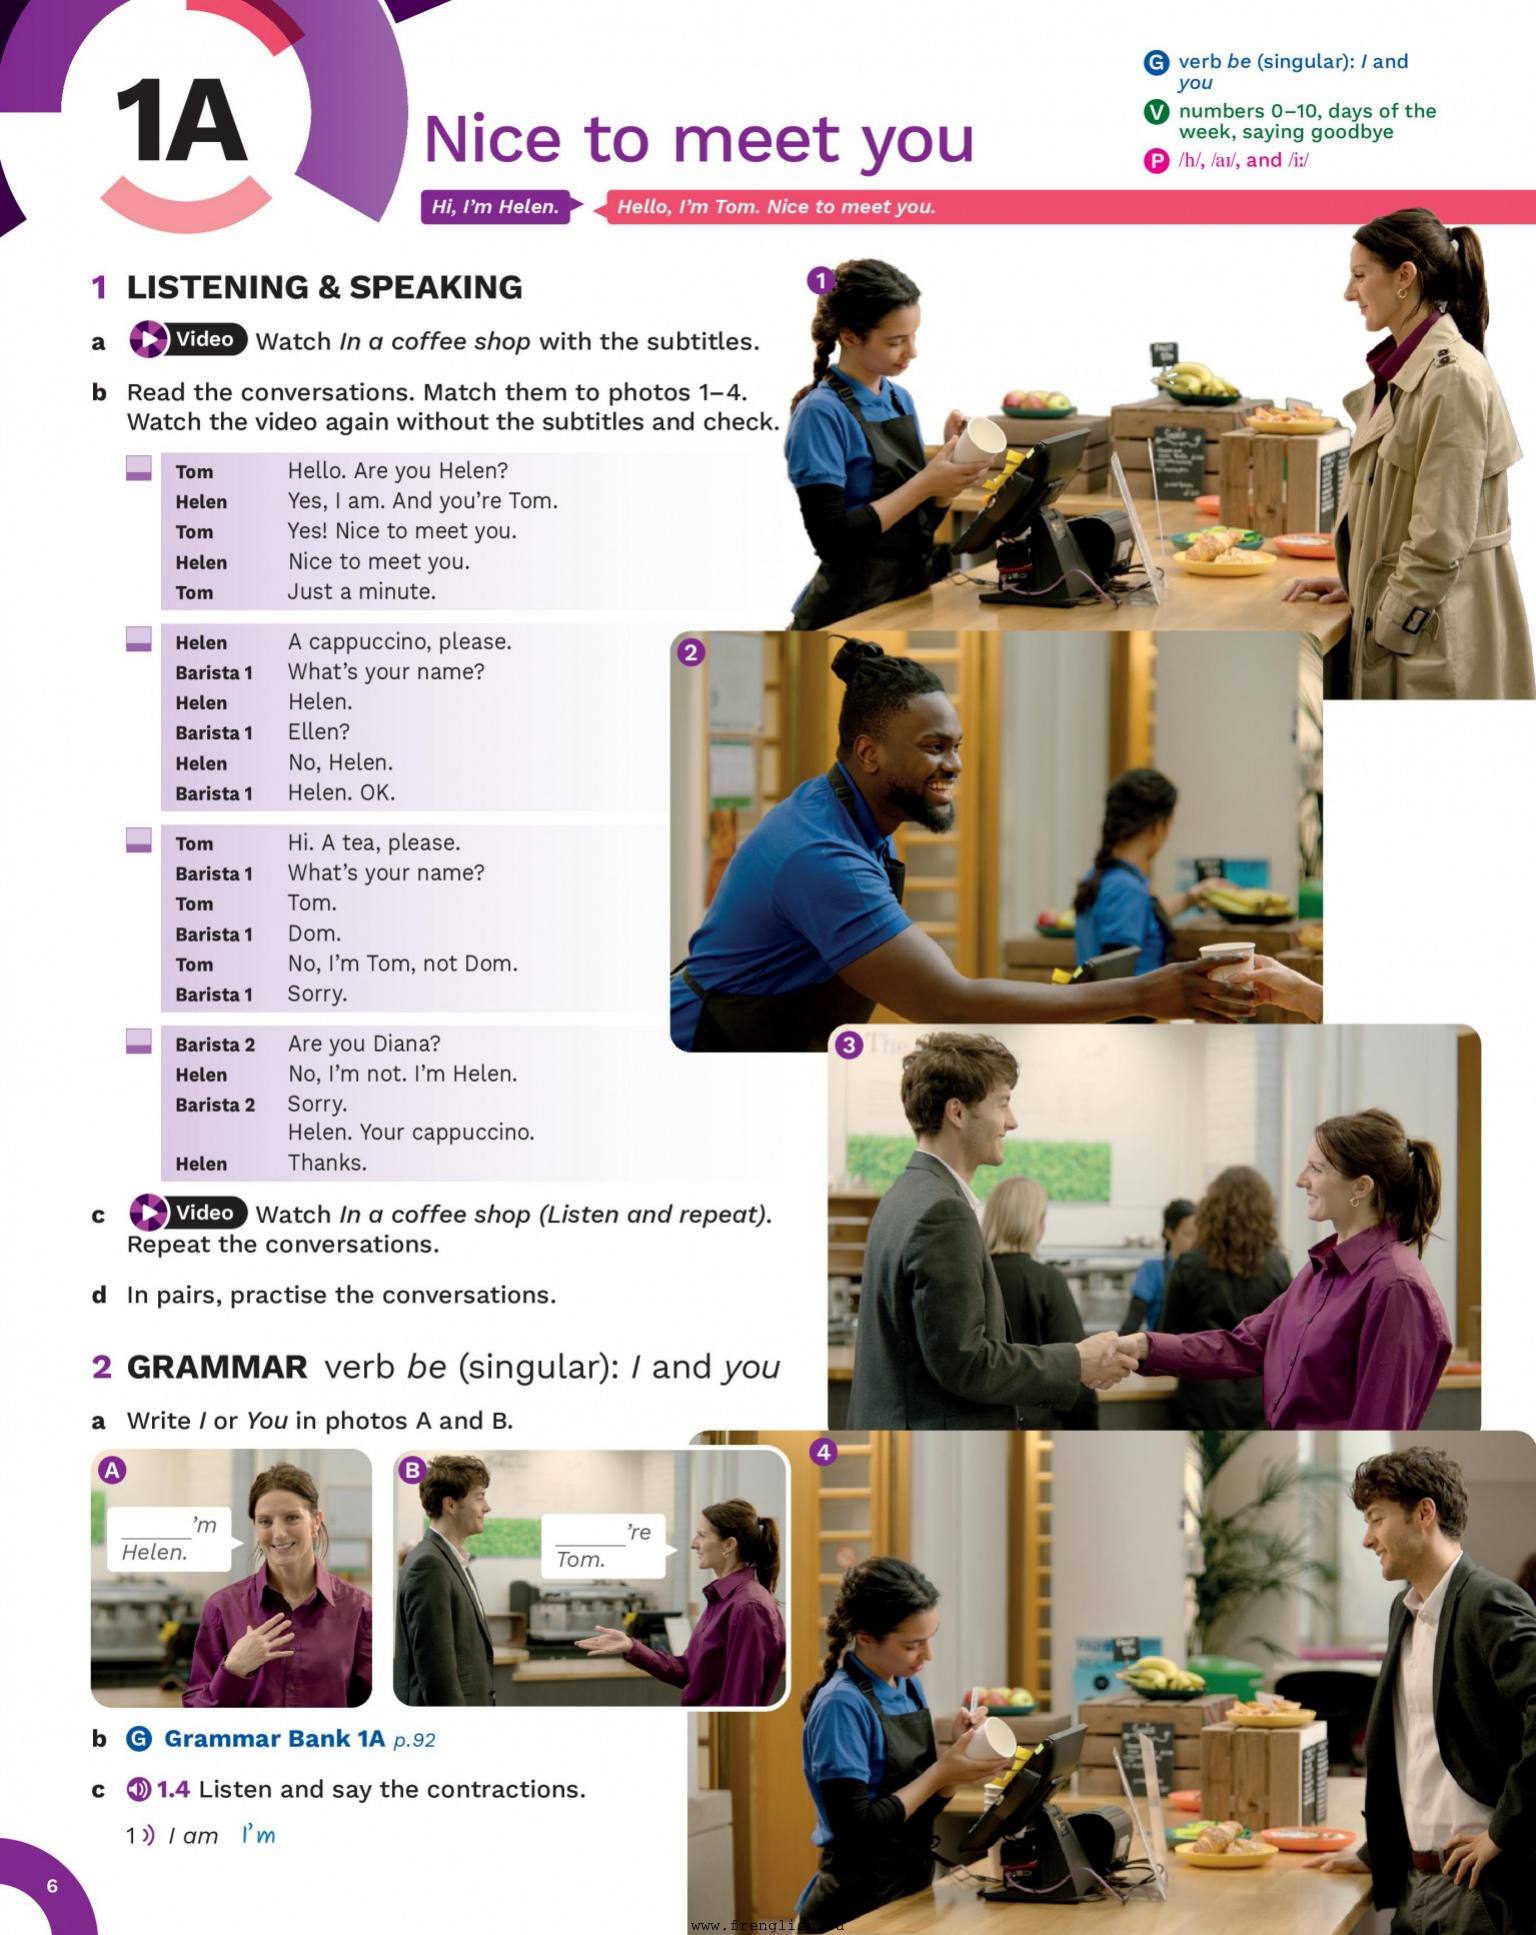 1A
Nice to meet you
G verb be (singular): I and
you
V numbers 0–10, days of the
week, saying goodbye
P /h/, /aɪ/, and /iː/
Hi, I'm Helen.
Hello, I'm Tom. Nice to meet you.
1 LISTENING & SPEAKING
a Video Watch In a coffee shop with the subtitles.
b Read the conversations. Match them to photos 1–4.
Watch the video again without the subtitles and check.
Tom Hello. Are you Helen?
Helen Yes, I am. And you're Tom.
Tom Yes! Nice to meet you.
Helen Nice to meet you.
Tom Just a minute.
Helen A cappuccino, please.
Barista 1 What's your name?
Helen Helen.
Barista 1 Ellen?
Helen No, Helen.
Barista 1 Helen. OK.
Tom Hi. A tea, please.
Barista 1 What's your name?
Tom Tom.
Barista 1 Dom.
Tom No, I'm Tom, not Dom.
Barista 1 Sorry.
Barista 2 Are you Diana?
Helen No, I'm not. I'm Helen.
Barista 2 Sorry.
Helen. Your cappuccino.
Helen Thanks.
c Video Watch In a coffee shop (Listen and repeat).
Repeat the conversations.
d In pairs, practise the conversations.
2 GRAMMAR verb be (singular): I and you
a Write I or You in photos A and B.
A
______'m
Helen.
B
______'re
Tom.
b G Grammar Bank 1A p.92
c 1.4 Listen and say the contractions.
1 I am I'm
6
1
2
3
The
4